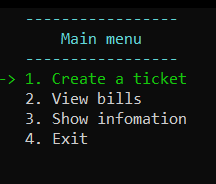 -----------------
Main menu
-----------------
-> 1. Create a ticket
2. View bills
3. Show infomation
4. Exit